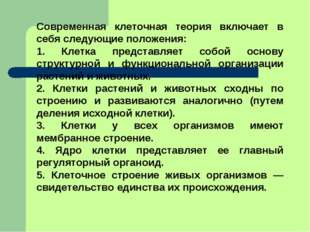 Современная клеточная теория включает в
себя следующие положения:
1. Клетка представляет собой основу
структурной и функциональной организации
растений и животных.
2. Клетки растений и животных сходны по
строению и развиваются аналогично (путем
деления исходной клетки).
3. Клетки у всех организмов имеют
мембранное строение.
4. Ядро клетки представляет ее главный
регуляторный органоид.
5. Клеточное строение живых организмов —
свидетельство единства их происхождения.